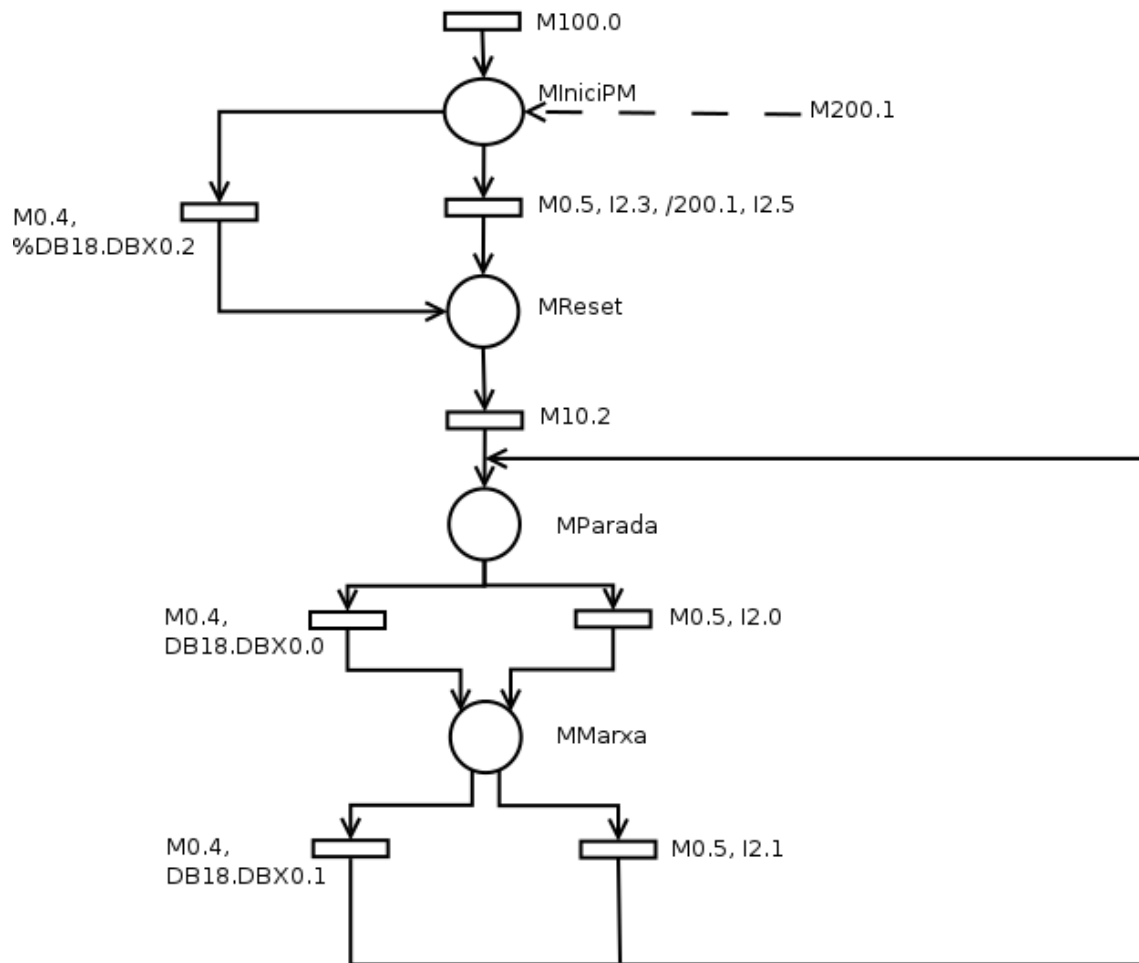 M100.0
MIniciPM
M200.1
M0.5, I2.3, /200.1, I2.5
M0.4,
%DB18.DBX0.2
MReset
M10.2
MParada
M0.4,
DB18.DBX0.0
M0.5, I2.0
MMarxa
M0.4,
DB18.DBX0.1
M0.5, I2.1